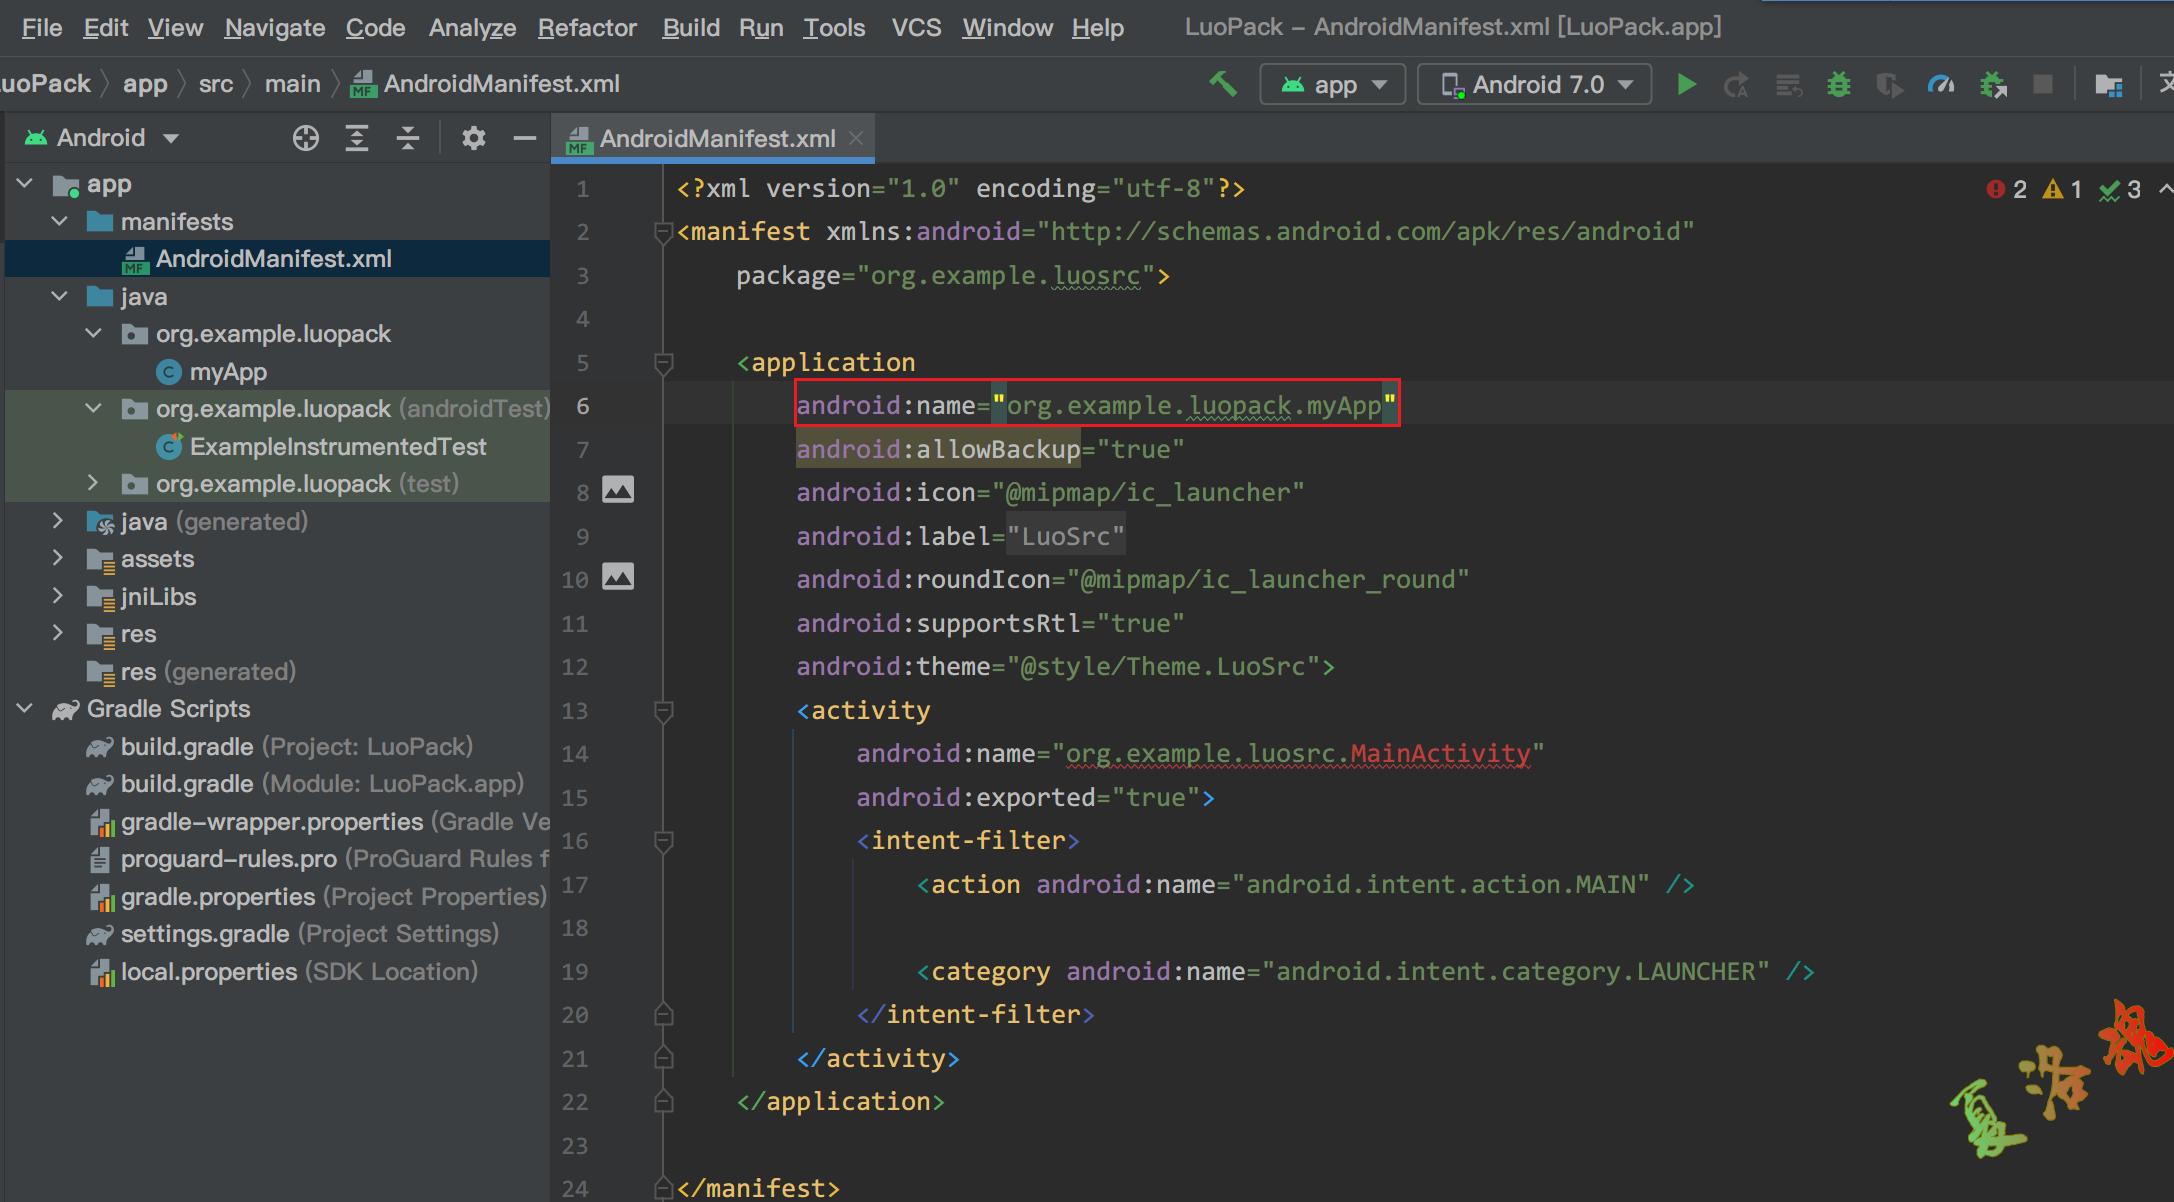 File Edit View Navigate Code Analyze Refactor Build Run Tools VCS Window Help LuoPack – AndroidManifest.xml [LuoPack.app]
uoPack app src main AndroidManifest.xml app Android 7.0
Android
AndroidManifest.xml
app
manifests
AndroidManifest.xml
java
org.example.luopack
myApp
org.example.luopack (androidTest)
ExampleInstrumentedTest
org.example.luopack (test)
java (generated)
assets
jniLibs
res
res (generated)
Gradle Scripts
build.gradle (Project: LuoPack)
build.gradle (Module: LuoPack.app)
gradle-wrapper.properties (Gradle Ve
proguard-rules.pro (ProGuard Rules f
gradle.properties (Project Properties)
settings.gradle (Project Settings)
local.properties (SDK Location)
2 1 3
1 <?xml version="1.0" encoding="utf-8"?>
2 <manifest xmlns:android="http://schemas.android.com/apk/res/android"
3 package="org.example.luosrc">
4
5 <application
6 android:name="org.example.luopack.myApp"
7 android:allowBackup="true"
8 android:icon="@mipmap/ic_launcher"
9 android:label="LuoSrc"
10 android:roundIcon="@mipmap/ic_launcher_round"
11 android:supportsRtl="true"
12 android:theme="@style/Theme.LuoSrc">
13 <activity
14 android:name="org.example.luosrc.MainActivity"
15 android:exported="true">
16 <intent-filter>
17 <action android:name="android.intent.action.MAIN" />
18
19 <category android:name="android.intent.category.LAUNCHER" />
20 </intent-filter>
21 </activity>
22 </application>
23
24 </manifest>
夏洛